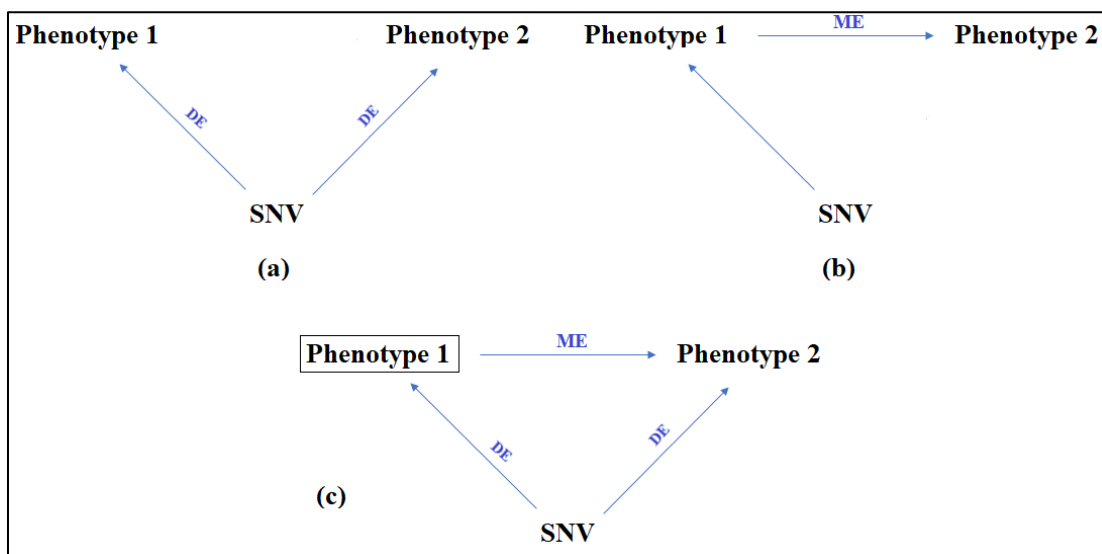 Phenotype 1
Phenotype 2
DE
DE
SNV
(a)
Phenotype 1
ME
Phenotype 2
SNV
(b)
Phenotype 1
ME
Phenotype 2
DE
DE
SNV
(c)